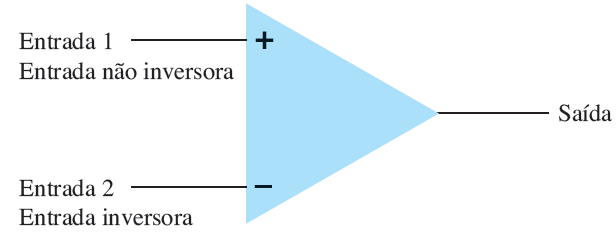 Entrada 1
+
Entrada não inversora
Saída
Entrada 2
−
Entrada inversora